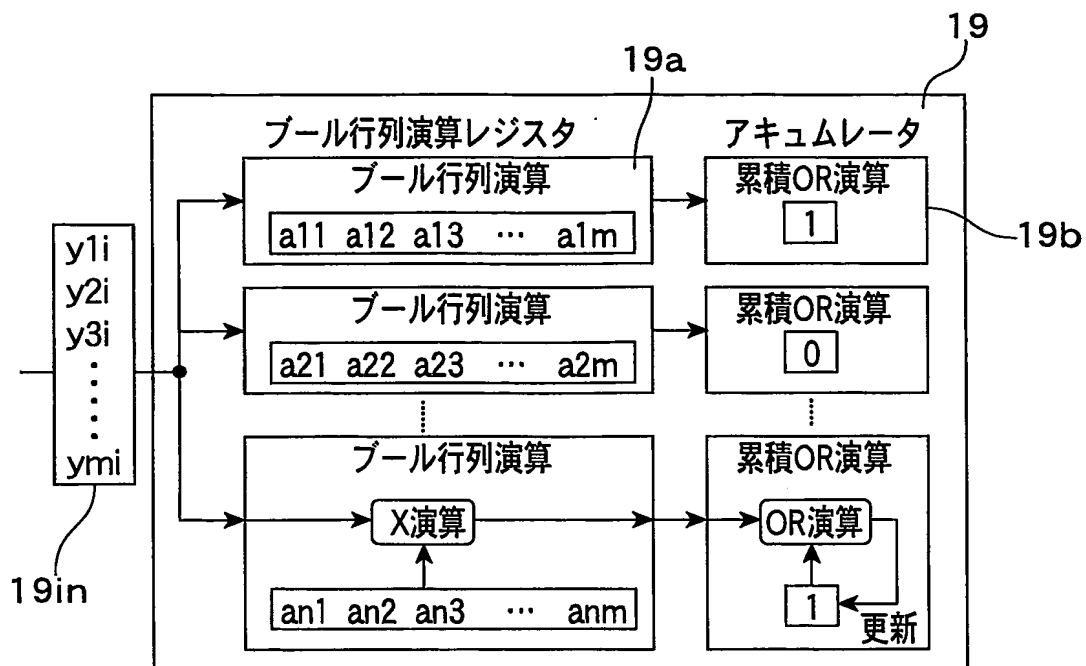 19
19a
ブール行列演算レジスタ
アキュムレータ
ブール行列演算
累積OR演算
a11 a12 a13 … a1m
1
19b
y1i
y2i
y3i
ymi
ブール行列演算
累積OR演算
a21 a22 a23 … a2m
0
ブール行列演算
累積OR演算
X演算
OR演算
19in
an1 an2 an3 … anm
1
更新